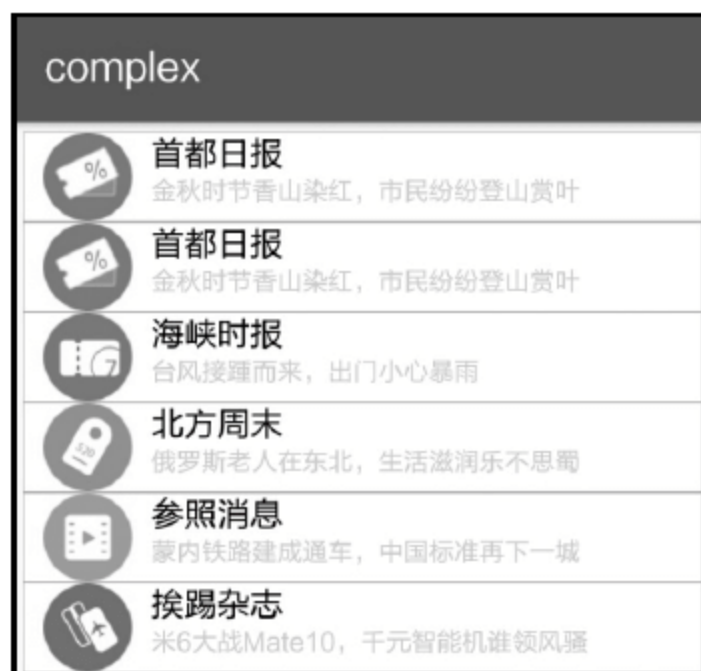 complex
首都日报
金秋时节香山染红，市民纷纷登山赏叶
首都日报
金秋时节香山染红，市民纷纷登山赏叶
海峡时报
台风接踵而来，出门小心暴雨
7
北方周末
俄罗斯老人在东北，生活滋润乐不思蜀
520
参照消息
蒙内铁路建成通车，中国标准再下一城
挨踢杂志
米6大战Mate10，千元智能机谁领风骚